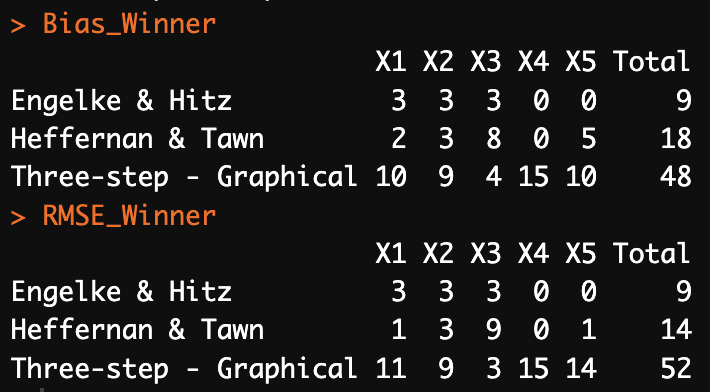 > Bias_Winner
X1 X2 X3 X4 X5 Total
Engelke & Hitz 3 3 3 0 0 9
Heffernan & Tawn 2 3 8 0 5 18
Three-step - Graphical 10 9 4 15 10 48
> RMSE_Winner
X1 X2 X3 X4 X5 Total
Engelke & Hitz 3 3 3 0 0 9
Heffernan & Tawn 1 3 9 0 1 14
Three-step - Graphical 11 9 3 15 14 52